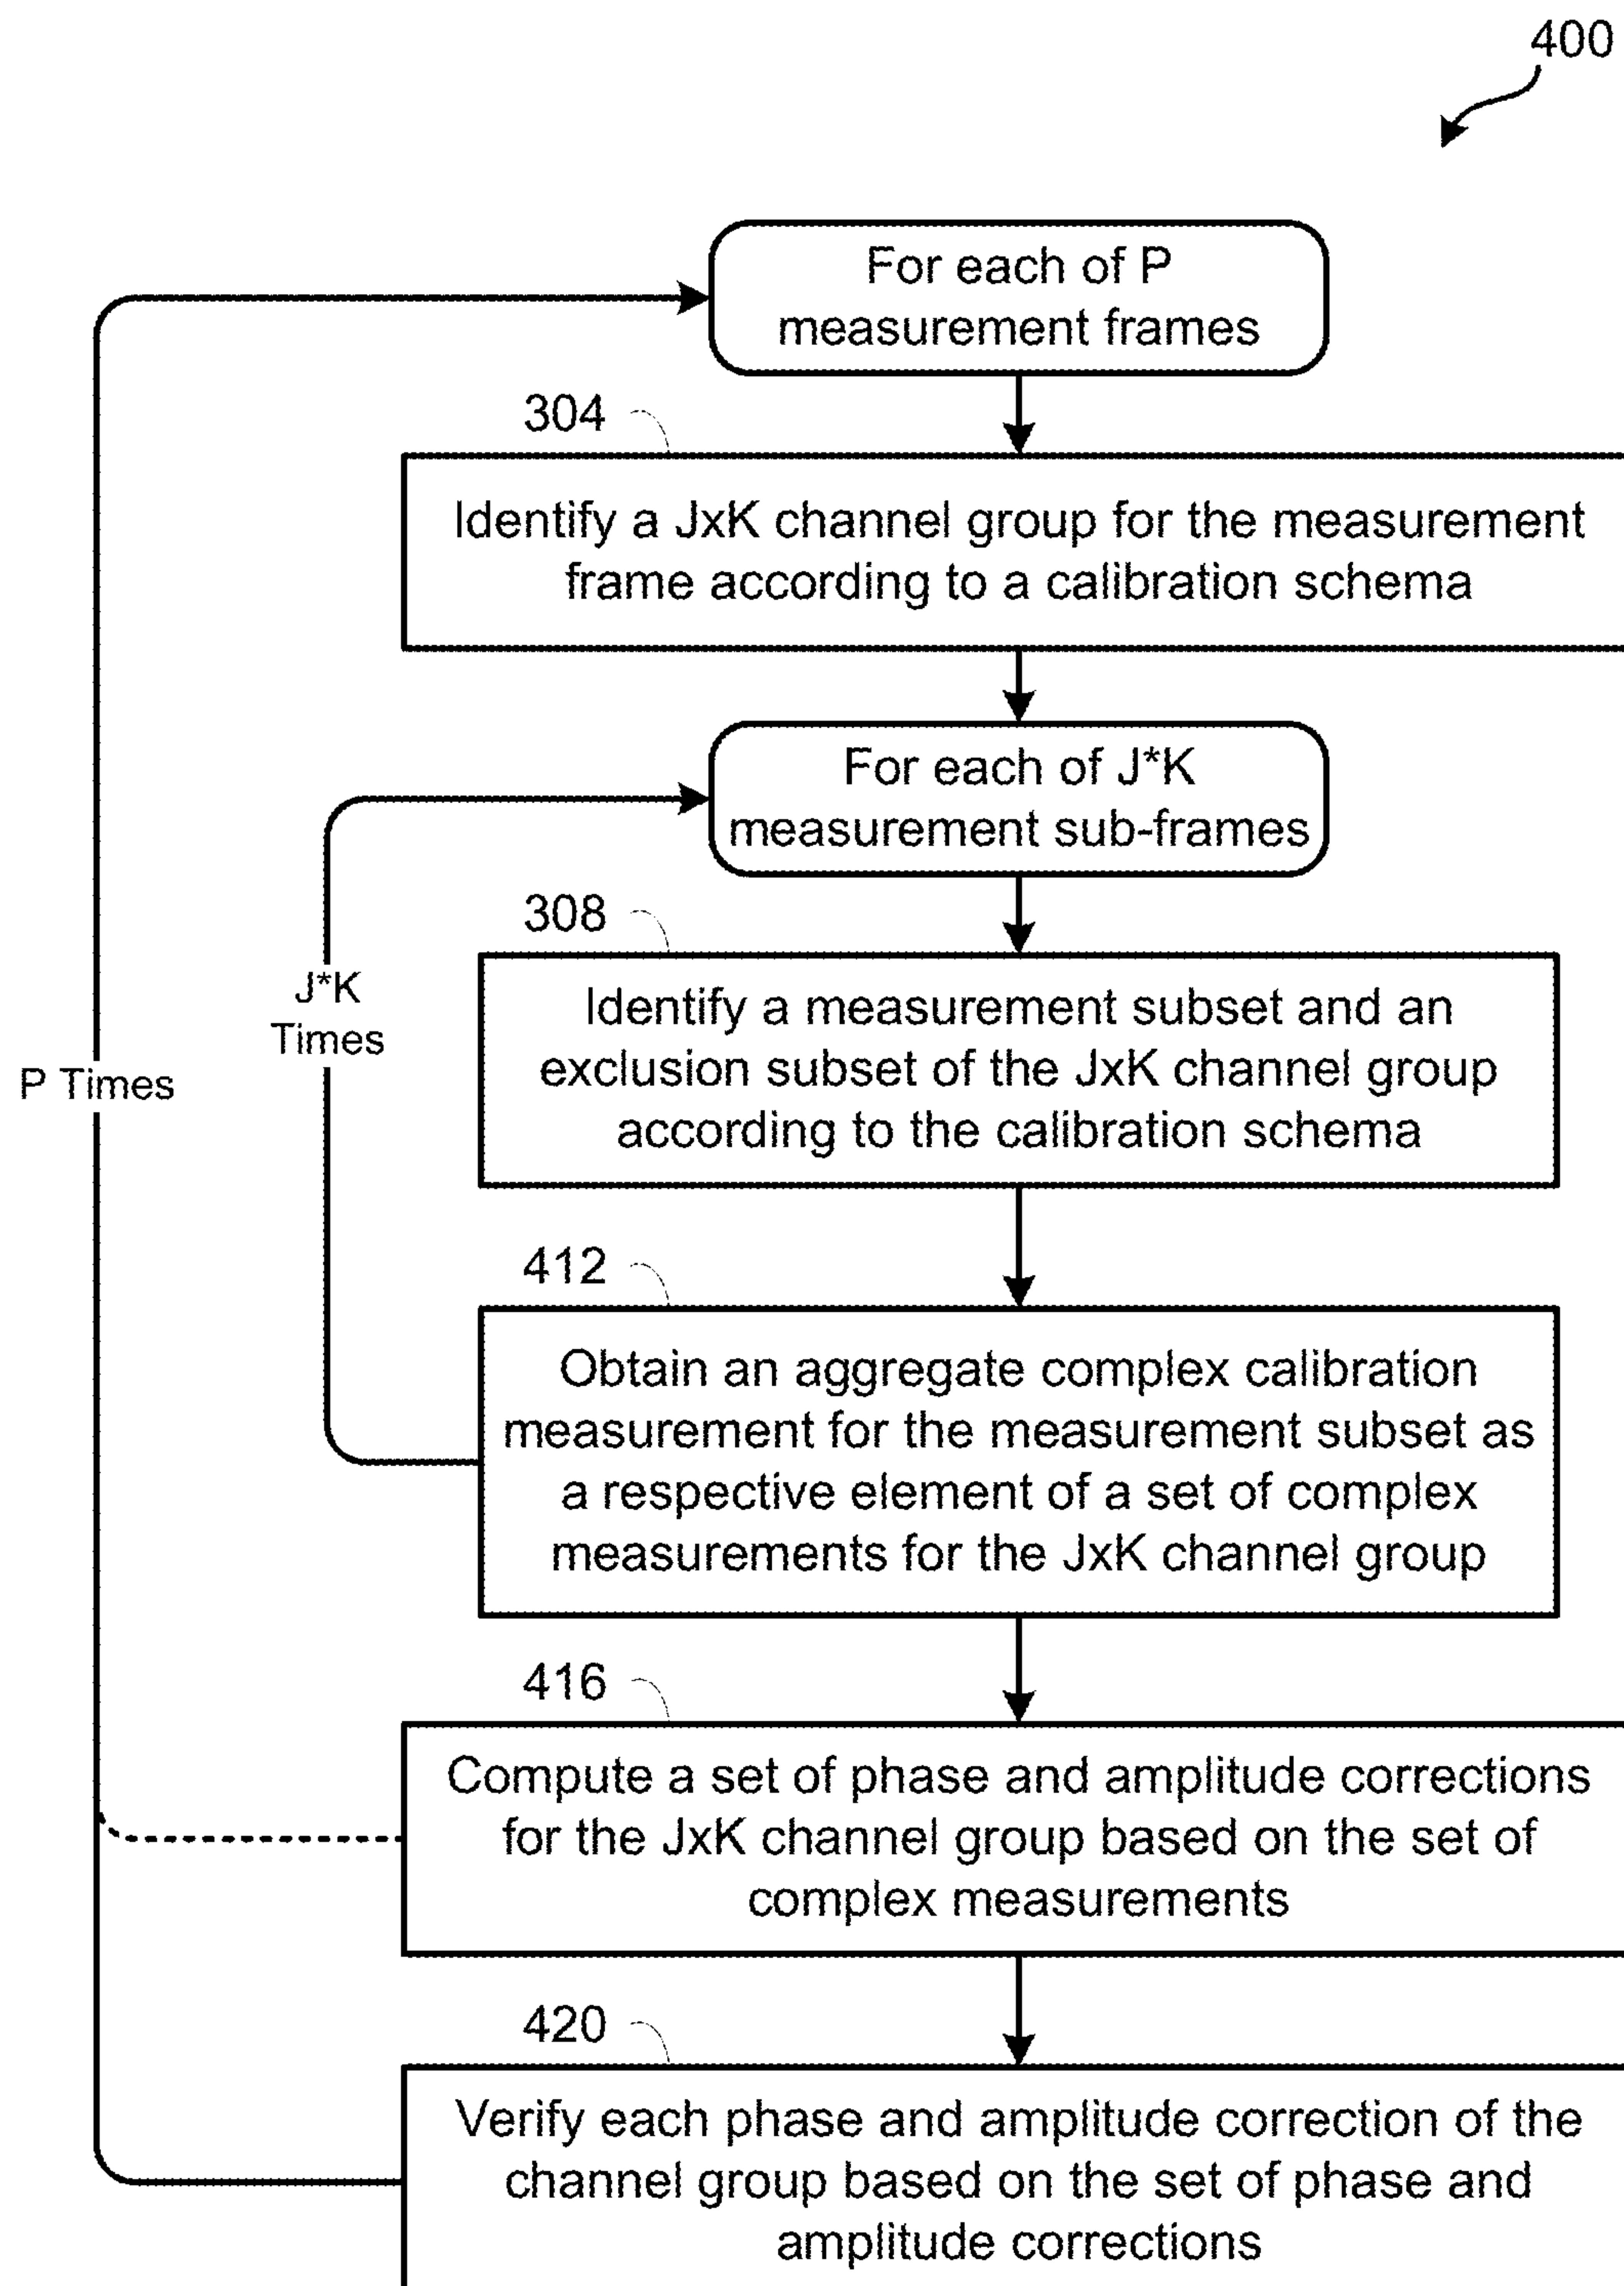 400
For each of P
measurement frames
304
Identify a JxK channel group for the measurement
frame according to a calibration schema
For each of J*K
measurement sub-frames
308
J*K
Times
P Times
Identify a measurement subset and an
exclusion subset of the JxK channel group
according to the calibration schema
412
Obtain an aggregate complex calibration
measurement for the measurement subset as
a respective element of a set of complex
measurements for the JxK channel group
416
Compute a set of phase and amplitude corrections
for the JxK channel group based on the set of
complex measurements
420
Verify each phase and amplitude correction of the
channel group based on the set of phase and
amplitude corrections